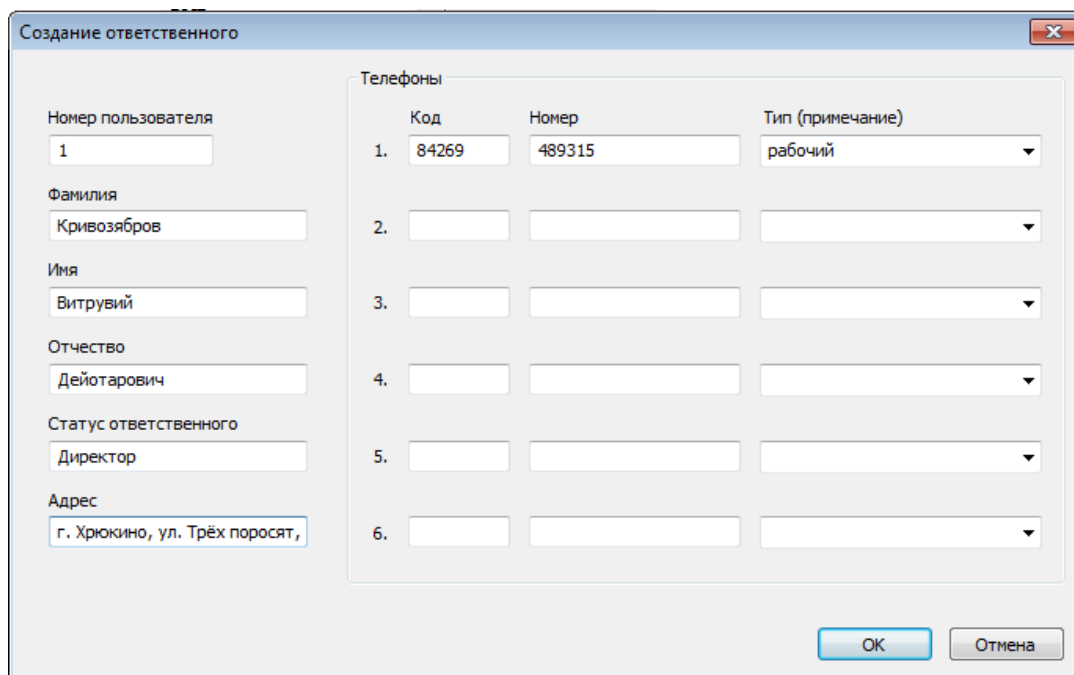 Создание ответственного
Телефоны
Номер пользователя
Код Номер Тип (примечание)
1
1. 84269 489315 рабочий
Фамилия
Кривозябров
2.
Имя
Витрувий
3.
Отчество
Дейотарович
4.
Статус ответственного
Директор
5.
Адрес
г. Хрюкино, ул. Трёх поросят,
6.
OK Отмена